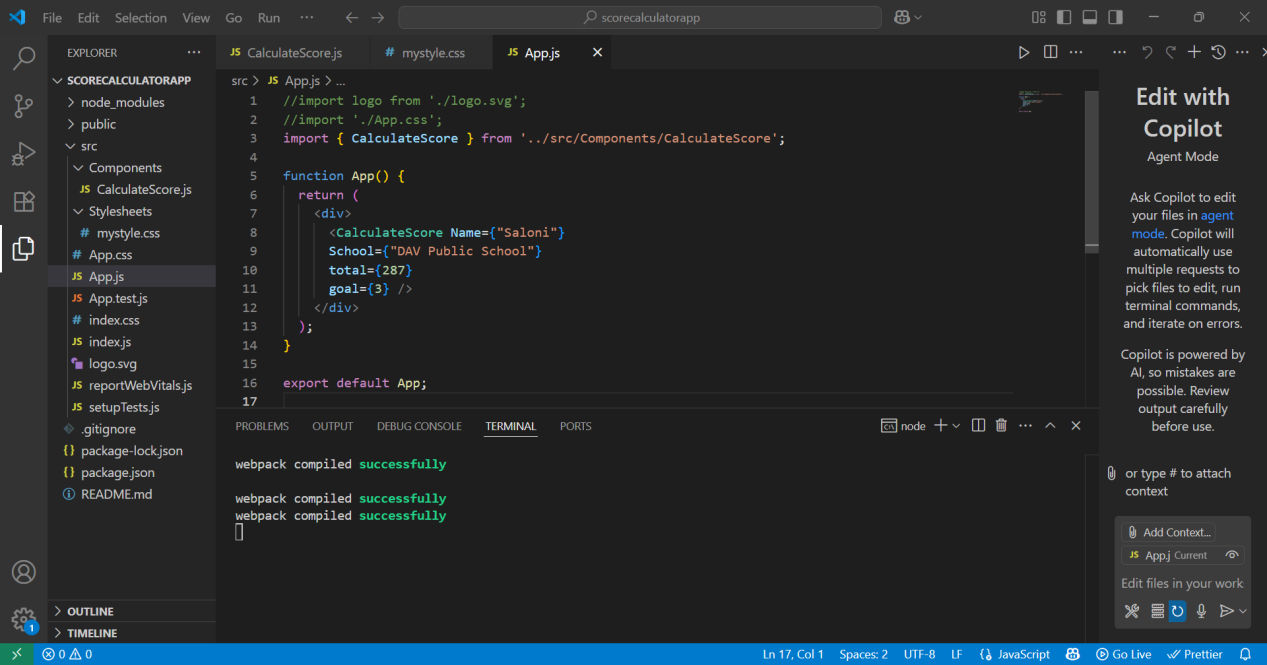 File Edit Selection View Go Run ··· scorecalculatorapp
EXPLORER ···
SCORECALCULATORAPP
node_modules
public
src
Components
JS CalculateScore.js
Stylesheets
# mystyle.css
# App.css
JS App.js
JS App.test.js
# index.css
JS index.js
logo.svg
JS reportWebVitals.js
JS setupTests.js
.gitignore
{} package-lock.json
{} package.json
README.md
OUTLINE
TIMELINE
1
JS CalculateScore.js # mystyle.css JS App.js
src > JS App.js > ...
1 //import logo from './logo.svg';
2 //import './App.css';
3 import { CalculateScore } from '../src/Components/CalculateScore';
4
5 function App() {
6 return (
7 <div>
8 <CalculateScore Name={"Saloni"}
9 School={"DAV Public School"}
10 total={287}
11 goal={3} />
12 </div>
13 );
14 }
15
16 export default App;
17
PROBLEMS OUTPUT DEBUG CONSOLE TERMINAL PORTS node
webpack compiled successfully
webpack compiled successfully
webpack compiled successfully
Edit with
Copilot
Agent Mode
Ask Copilot to edit
your files in agent
mode. Copilot will
automatically use
multiple requests to
pick files to edit, run
terminal commands,
and iterate on errors.
Copilot is powered by
AI, so mistakes are
possible. Review
output carefully
before use.
or type # to attach
context
Add Context...
JS App.j Current
Edit files in your work
0 0 Ln 17, Col 1 Spaces: 2 UTF-8 LF {} JavaScript Go Live Prettier